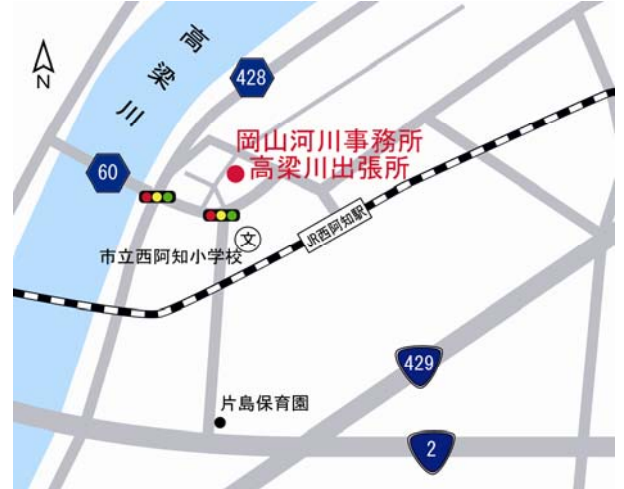 高梁川
N
428
岡山河川事務所
高梁川出張所
60
文
市立西阿知小学校
JR西阿知駅
429
片島保育園
2